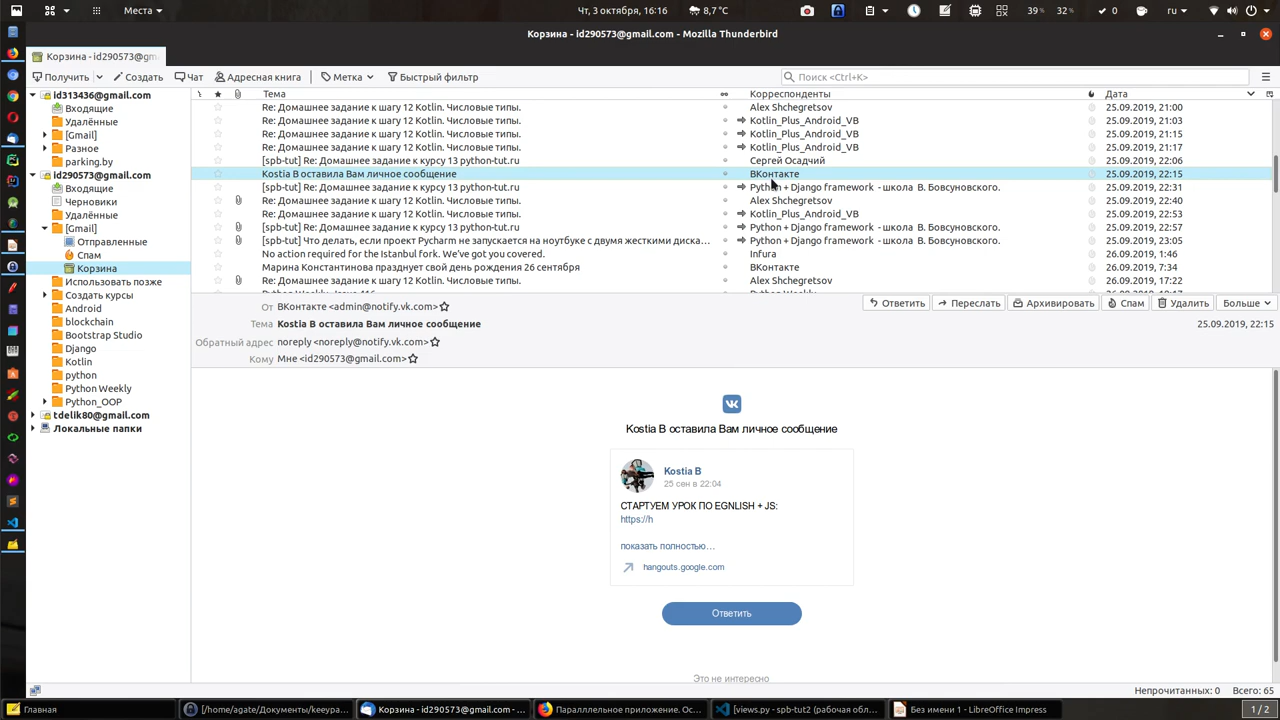 Места
Чт, 3 октября, 16:16
8,7 °C
39%
32%
0
ru
Корзина - id290573@gmail.com - Mozilla Thunderbird
Корзина - id290573@gm
Получить
Создать
Чат
Адресная книга
Метка
Быстрый фильтр
Поиск <Ctrl+K>
id313436@gmail.com
Входящие
Удалённые
[Gmail]
Разное
parking.by
id290573@gmail.com
Входящие
Черновики
Удалённые
[Gmail]
Отправленные
Спам
Корзина
Использовать позже
Создать курсы
Android
blockchain
Bootstrap Studio
Django
Kotlin
python
Python Weekly
Python_OOP
tdelik80@gmail.com
Локальные папки
Тема Корреспонденты Дата
Re: Домашнее задание к шагу 12 Kotlin. Числовые типы. Alex Shchegretsov 25.09.2019, 21:00
Re: Домашнее задание к шагу 12 Kotlin. Числовые типы. Kotlin_Plus_Android_VB 25.09.2019, 21:03
Re: Домашнее задание к шагу 12 Kotlin. Числовые типы. Kotlin_Plus_Android_VB 25.09.2019, 21:15
Re: Домашнее задание к шагу 12 Kotlin. Числовые типы. Kotlin_Plus_Android_VB 25.09.2019, 21:17
[spb-tut] Re: Домашнее задание к курсу 13 python-tut.ru Сергей Осадчий 25.09.2019, 22:06
Kostia B оставила Вам личное сообщение ВКонтакте 25.09.2019, 22:15
[spb-tut] Re: Домашнее задание к курсу 13 python-tut.ru Python + Django framework - школа В. Бовсуновского. 25.09.2019, 22:31
Re: Домашнее задание к шагу 12 Kotlin. Числовые типы. Alex Shchegretsov 25.09.2019, 22:40
Re: Домашнее задание к шагу 12 Kotlin. Числовые типы. Kotlin_Plus_Android_VB 25.09.2019, 22:53
[spb-tut] Re: Домашнее задание к курсу 13 python-tut.ru Python + Django framework - школа В. Бовсуновского. 25.09.2019, 22:57
[spb-tut] Что делать, если проект Pycharm не запускается на ноутбуке с двумя жесткими диска… Python + Django framework - школа В. Бовсуновского. 25.09.2019, 23:05
No action required for the Istanbul fork. We've got you covered. Infura 26.09.2019, 1:46
Марина Константинова празднует свой день рождения 26 сентября ВКонтакте 26.09.2019, 7:34
Re: Домашнее задание к шагу 12 Kotlin. Числовые типы. Alex Shchegretsov 26.09.2019, 17:22
От ВКонтакте <admin@notify.vk.com>
Ответить
Переслать
Архивировать
Спам
Удалить
Больше
Тема Kostia B оставила Вам личное сообщение 25.09.2019, 22:15
Обратный адрес noreply <noreply@notify.vk.com>
Кому Мне <id290573@gmail.com>
Kostia B оставила Вам личное сообщение
Kostia B
25 сен в 22:04
СТАРТУЕМ УРОК ПО EGNLISH + JS:
https://h
показать полностью…
hangouts.google.com
Ответить
Это не интересно
Непрочитанных: 0 Всего: 65
Главная
[/home/agate/Документы/keeypa...
Корзина - id290573@gmail.com - ...
Параллельное приложение. Ос...
[views.py - spb-tut2 (рабочая обл...
Без имени 1 - LibreOffice Impress
1 / 2